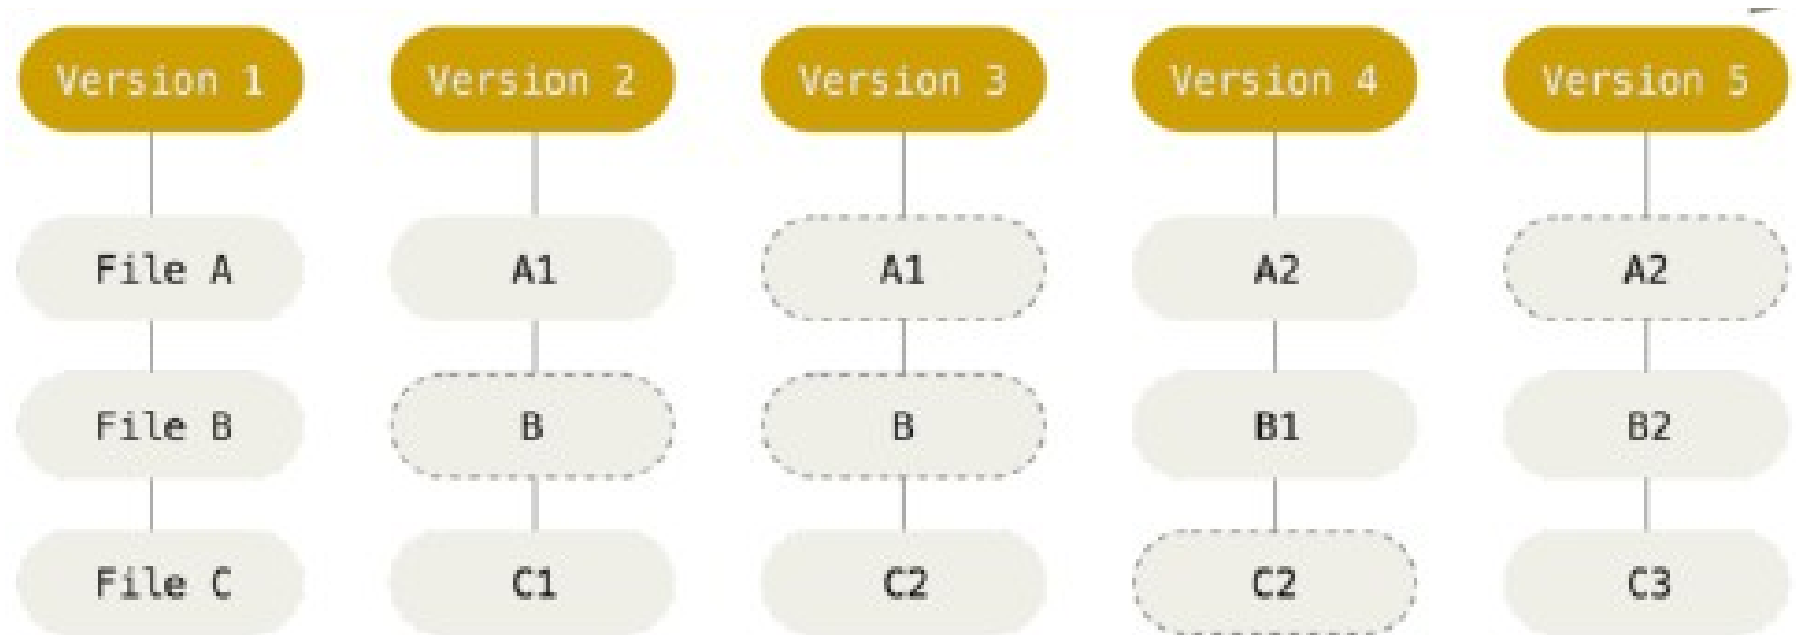 Version 1 Version 2 Version 3 Version 4 Version 5
File A A1 A1 A2 A2
File B B B B1 B2
File C C1 C2 C2 C3